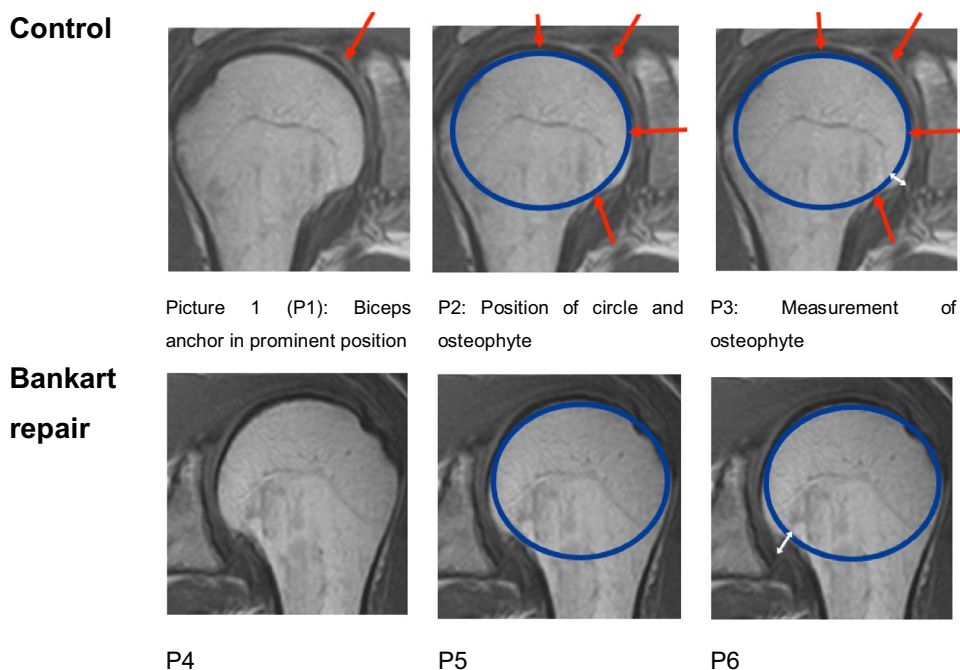 Control
Picture 1 (P1): Biceps
anchor in prominent position
P2: Position of circle and
osteophyte
P3: Measurement of
osteophyte
Bankart
repair
P4
P5
P6